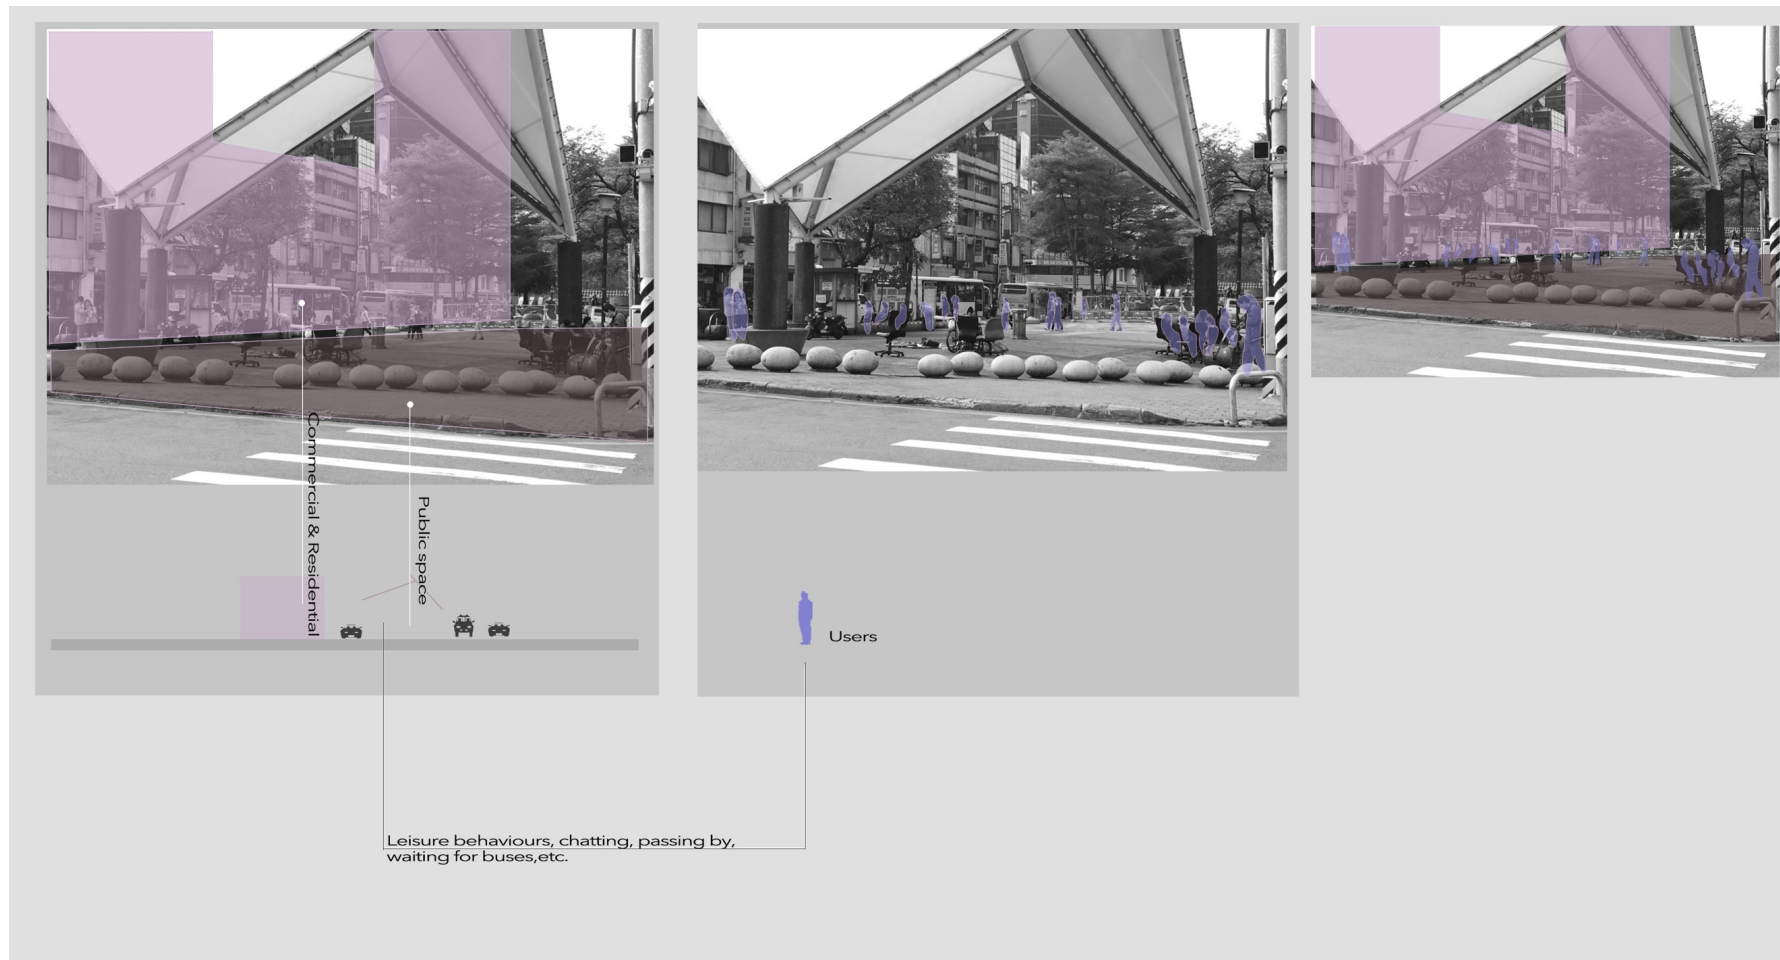 Commercial & Residential
Public space
Users
Leisure behaviours, chatting, passing by,
waiting for buses,etc.